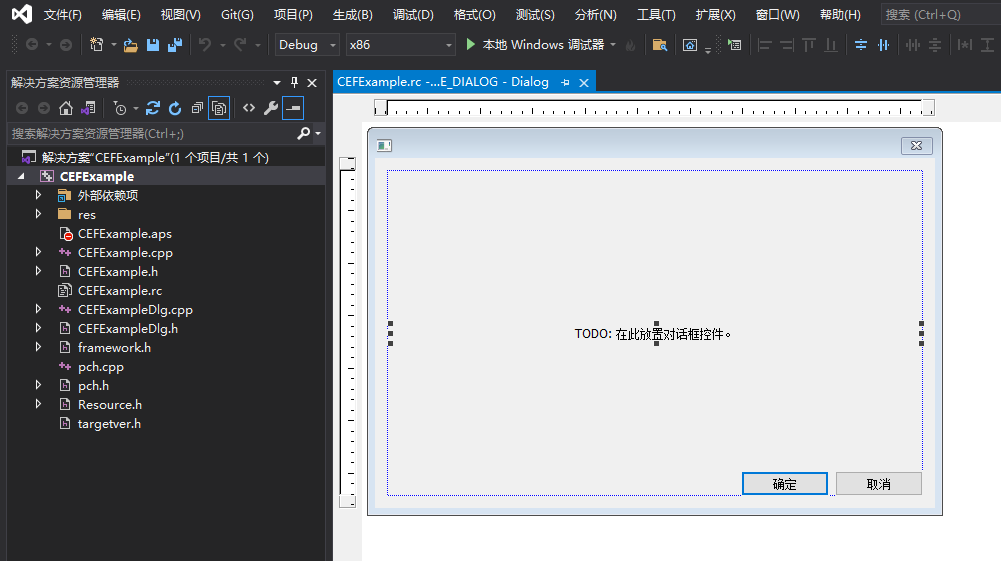 文件(F) 编辑(E) 视图(V) Git(G) 项目(P) 生成(B) 调试(D) 格式(O) 测试(S) 分析(N) 工具(T) 扩展(X) 窗口(W) 帮助(H) 搜索 (Ctrl+Q)
Debug x86 本地 Windows 调试器
解决方案资源管理器
搜索解决方案资源管理器(Ctrl+;)
解决方案“CEFExample”(1 个项目/共 1 个)
CEFExample
外部依赖项
res
CEFExample.aps
CEFExample.cpp
CEFExample.h
CEFExample.rc
CEFExampleDlg.cpp
CEFExampleDlg.h
framework.h
pch.cpp
pch.h
Resource.h
targetver.h
CEFExample.rc -...E_DIALOG - Dialog
TODO: 在此放置对话框控件。
确定 取消